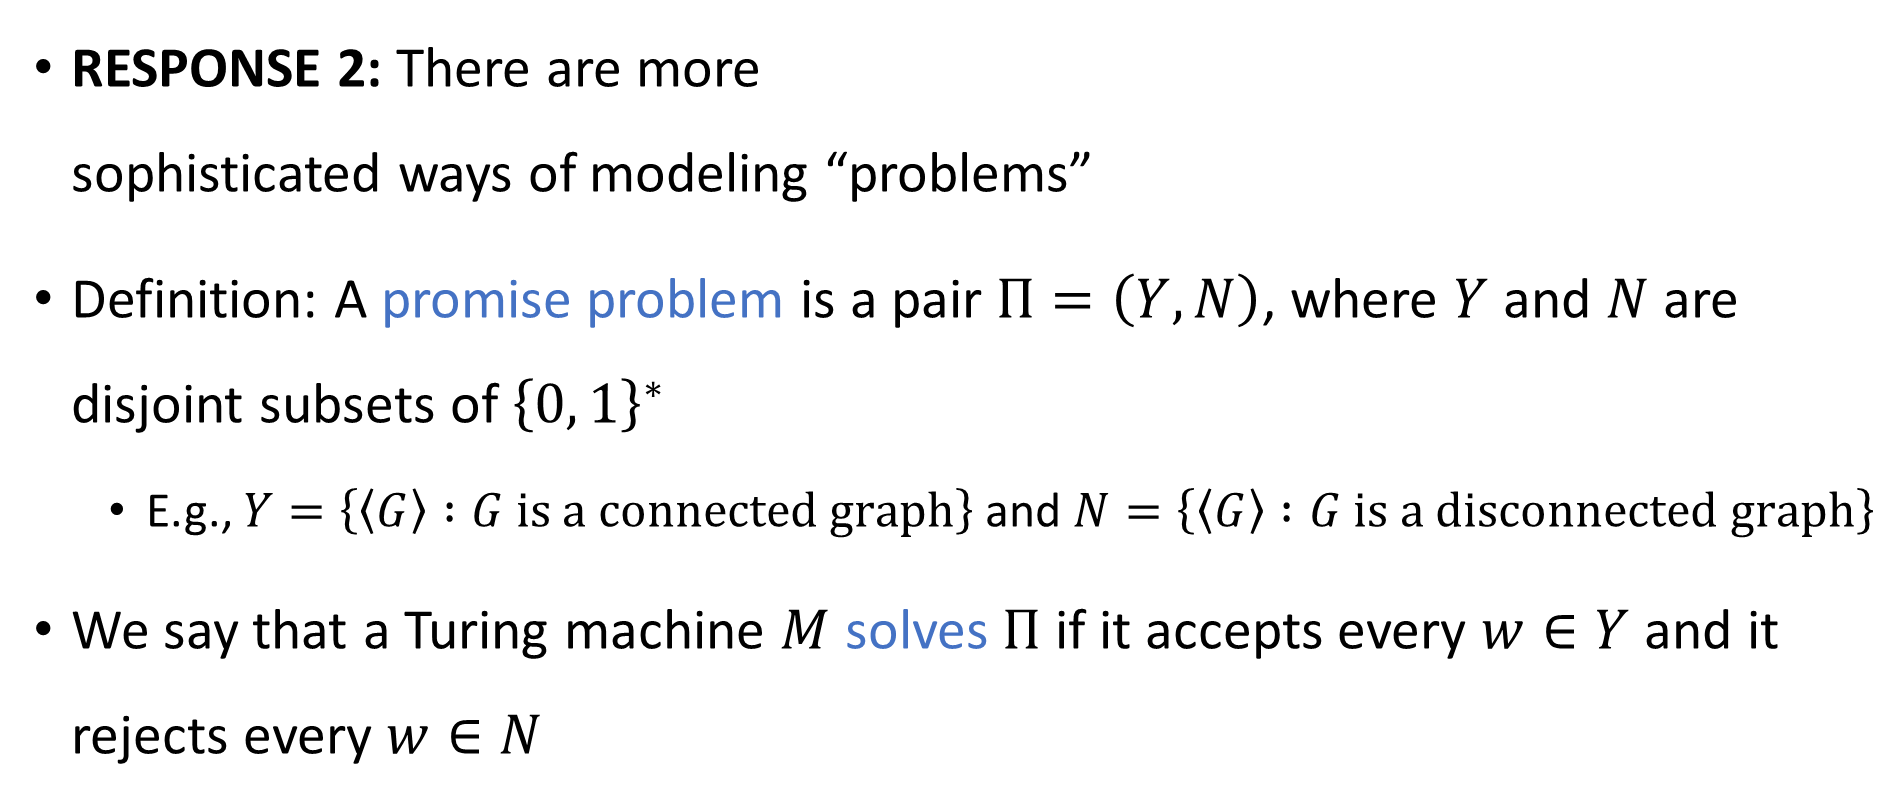 • RESPONSE 2: There are more
sophisticated ways of modeling “problems”
• Definition: A promise problem is a pair Π = (Y, N), where Y and N are
disjoint subsets of {0, 1}*
• E.g., Y = {⟨G⟩ : G is a connected graph} and N = {⟨G⟩ : G is a disconnected graph}
• We say that a Turing machine M solves Π if it accepts every w ∈ Y and it
rejects every w ∈ N